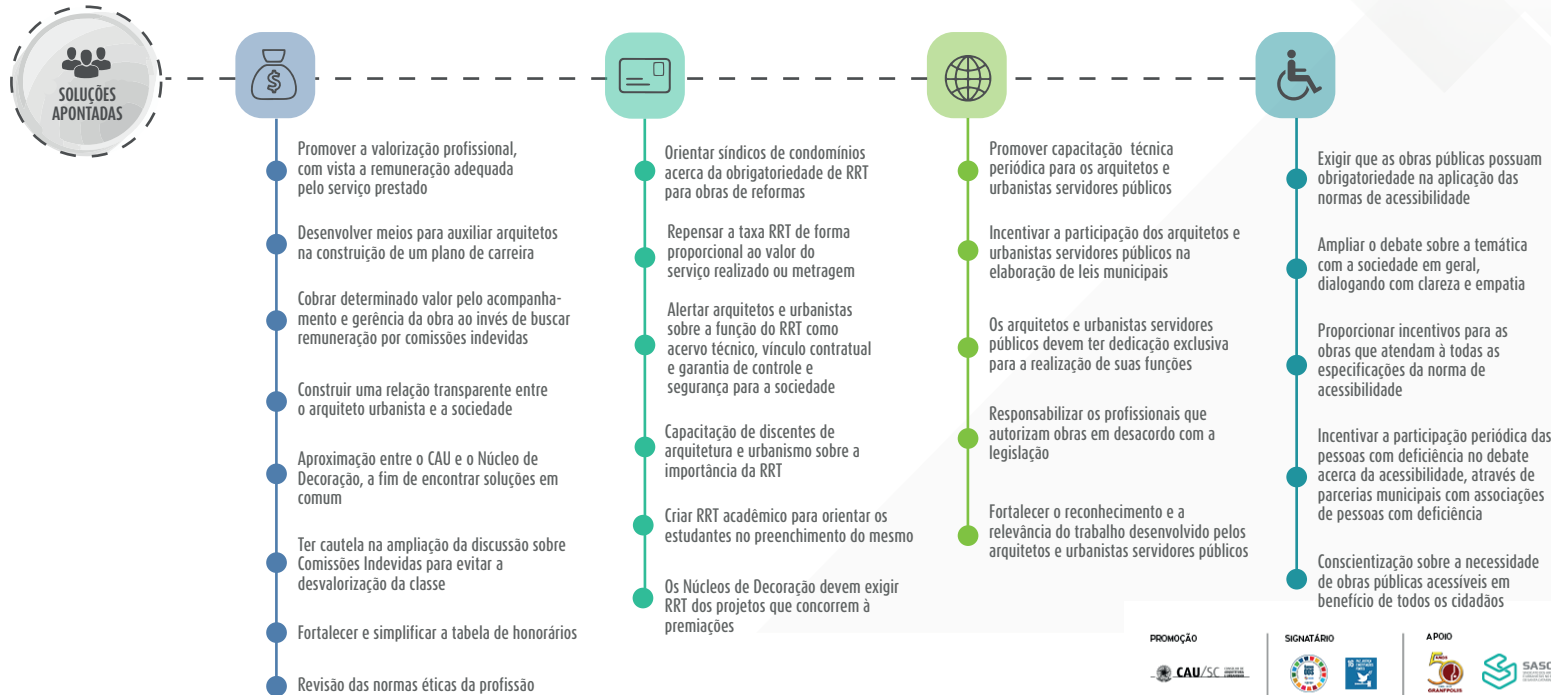 SOLUÇÕES
APONTADAS
$
Promover a valorização profissional,
com vista a remuneração adequada
pelo serviço prestado
Desenvolver meios para auxiliar arquitetos
na construção de um plano de carreira
Cobrar determinado valor pelo acompanha-
mento e gerência da obra ao invés de buscar
remuneração por comissões indevidas
Construir uma relação transparente entre
o arquiteto urbanista e a sociedade
Aproximação entre o CAU e o Núcleo de
Decoração, a fim de encontrar soluções em
comum
Ter cautela na ampliação da discussão sobre
Comissões Indevidas para evitar a
desvalorização da classe
Fortalecer e simplificar a tabela de honorários
Revisão das normas éticas da profissão
Orientar síndicos de condomínios
acerca da obrigatoriedade de RRT
para obras de reformas
Repensar a taxa RRT de forma
proporcional ao valor do
serviço realizado ou metragem
Alertar arquitetos e urbanistas
sobre a função do RRT como
acervo técnico, vínculo contratual
e garantia de controle e
segurança para a sociedade
Capacitação de discentes de
arquitetura e urbanismo sobre a
importância da RRT
Criar RRT acadêmico para orientar os
estudantes no preenchimento do mesmo
Os Núcleos de Decoração devem exigir
RRT dos projetos que concorrem à
premiações
Promover capacitação técnica
periódica para os arquitetos e
urbanistas servidores públicos
Incentivar a participação dos arquitetos e
urbanistas servidores públicos na
elaboração de leis municipais
Os arquitetos e urbanistas servidores
públicos devem ter dedicação exclusiva
para a realização de suas funções
Responsabilizar os profissionais que
autorizam obras em desacordo com a
legislação
Fortalecer o reconhecimento e a
relevância do trabalho desenvolvido pelos
arquitetos e urbanistas servidores públicos
Exigir que as obras públicas possuam
obrigatoriedade na aplicação das
normas de acessibilidade
Ampliar o debate sobre a temática
com a sociedade em geral,
dialogando com clareza e empatia
Proporcionar incentivos para as
obras que atendam à todas as
especificações da norma de
acessibilidade
Incentivar a participação periódica das
pessoas com deficiência no debate
acerca da acessibilidade, através de
parcerias municipais com associações
de pessoas com deficiência
Conscientização sobre a necessidade
de obras públicas acessíveis em
benefício de todos os cidadãos
PROMOÇÃO
CAU/SC
SIGNATÁRIO
16
APOIO
50
GRANFPOLIS
SASC